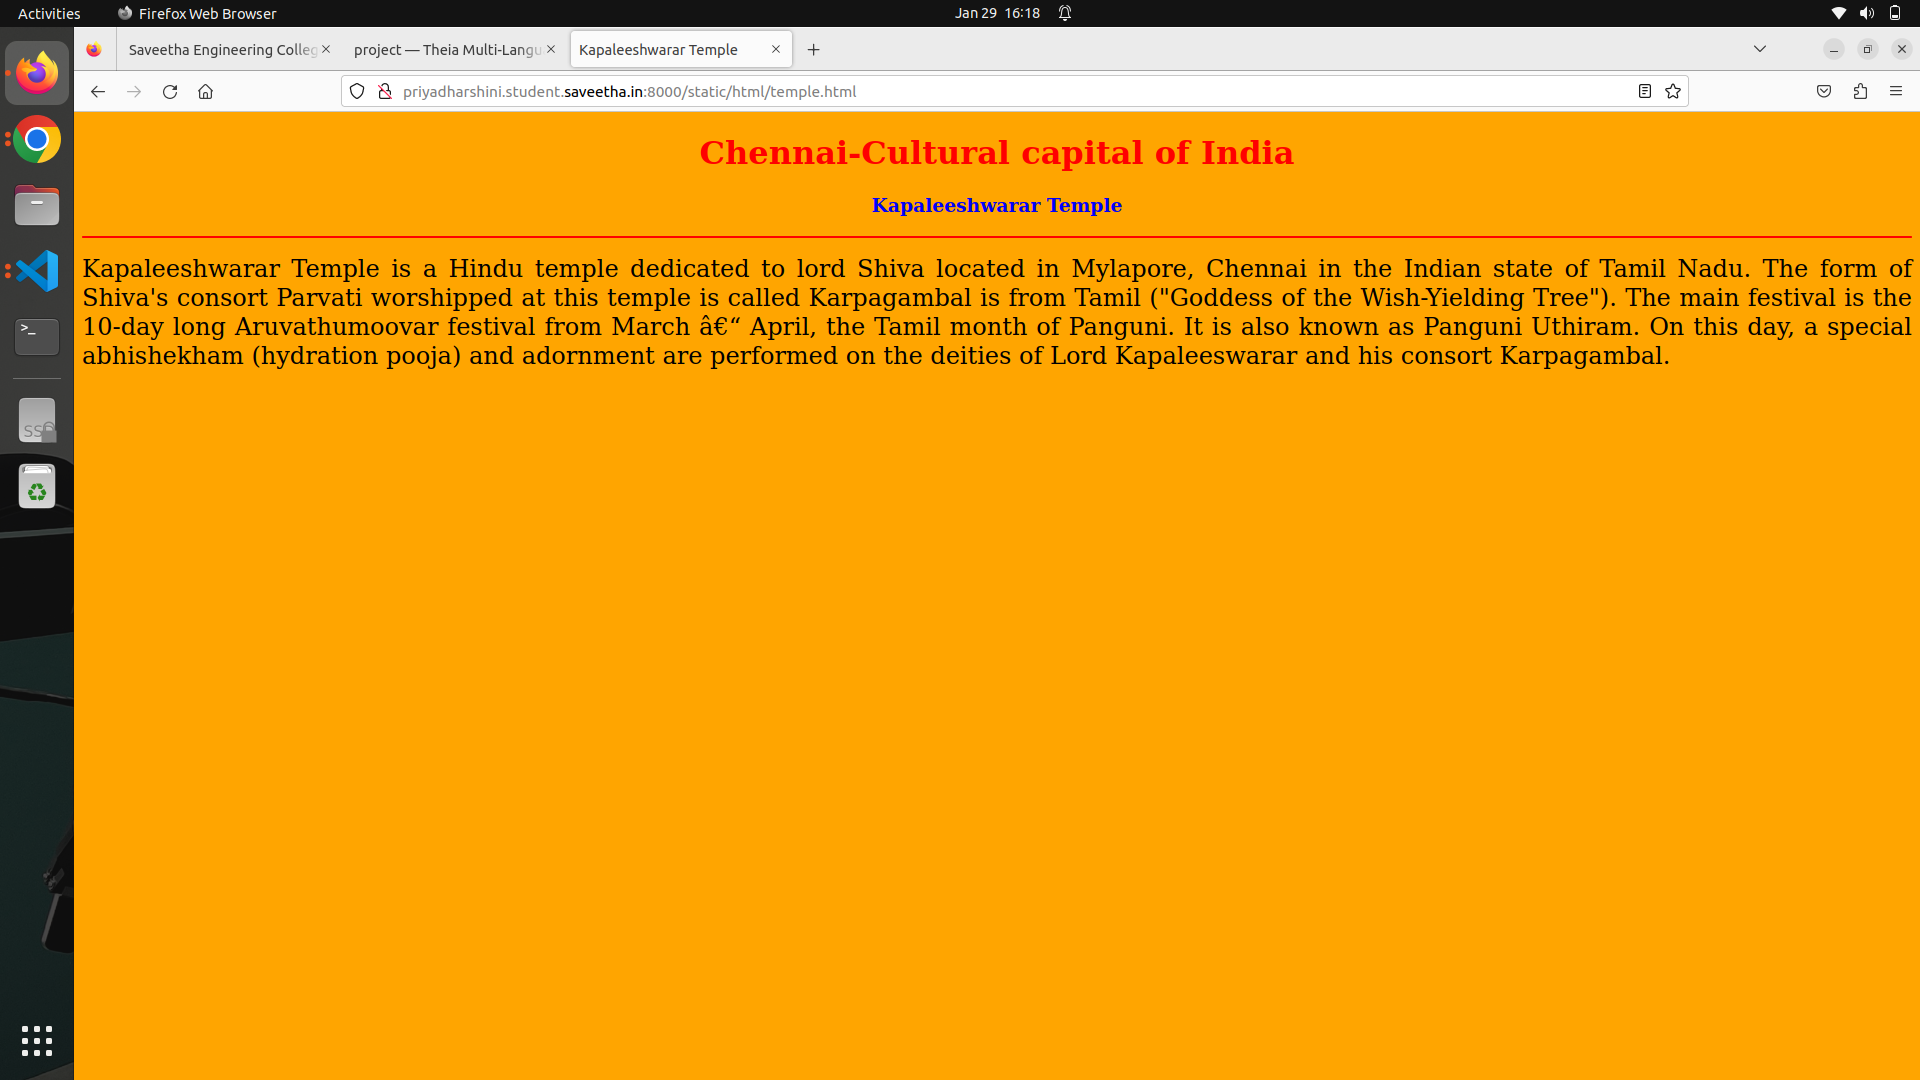 Activities Firefox Web Browser Jan 29 16:18
Saveetha Engineering Colleg project — Theia Multi-Langu Kapaleeshwarar Temple
priyadharshini.student.saveetha.in:8000/static/html/temple.html
Chennai-Cultural capital of India
Kapaleeshwarar Temple
Kapaleeshwarar Temple is a Hindu temple dedicated to lord Shiva located in Mylapore, Chennai in the Indian state of Tamil Nadu. The form of
Shiva's consort Parvati worshipped at this temple is called Karpagambal is from Tamil ("Goddess of the Wish-Yielding Tree"). The main festival is the
10-day long Aruvathumoovar festival from March â€“ April, the Tamil month of Panguni. It is also known as Panguni Uthiram. On this day, a special
abhishekham (hydration pooja) and adornment are performed on the deities of Lord Kapaleeswarar and his consort Karpagambal.
>_